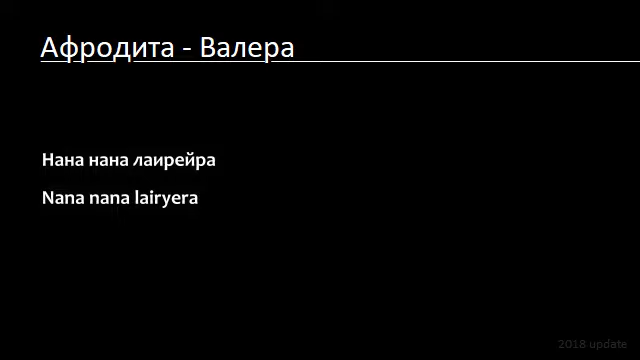 Афродита - Валера
Нана нана лаирейра
Nana nana lairyera
2018 update